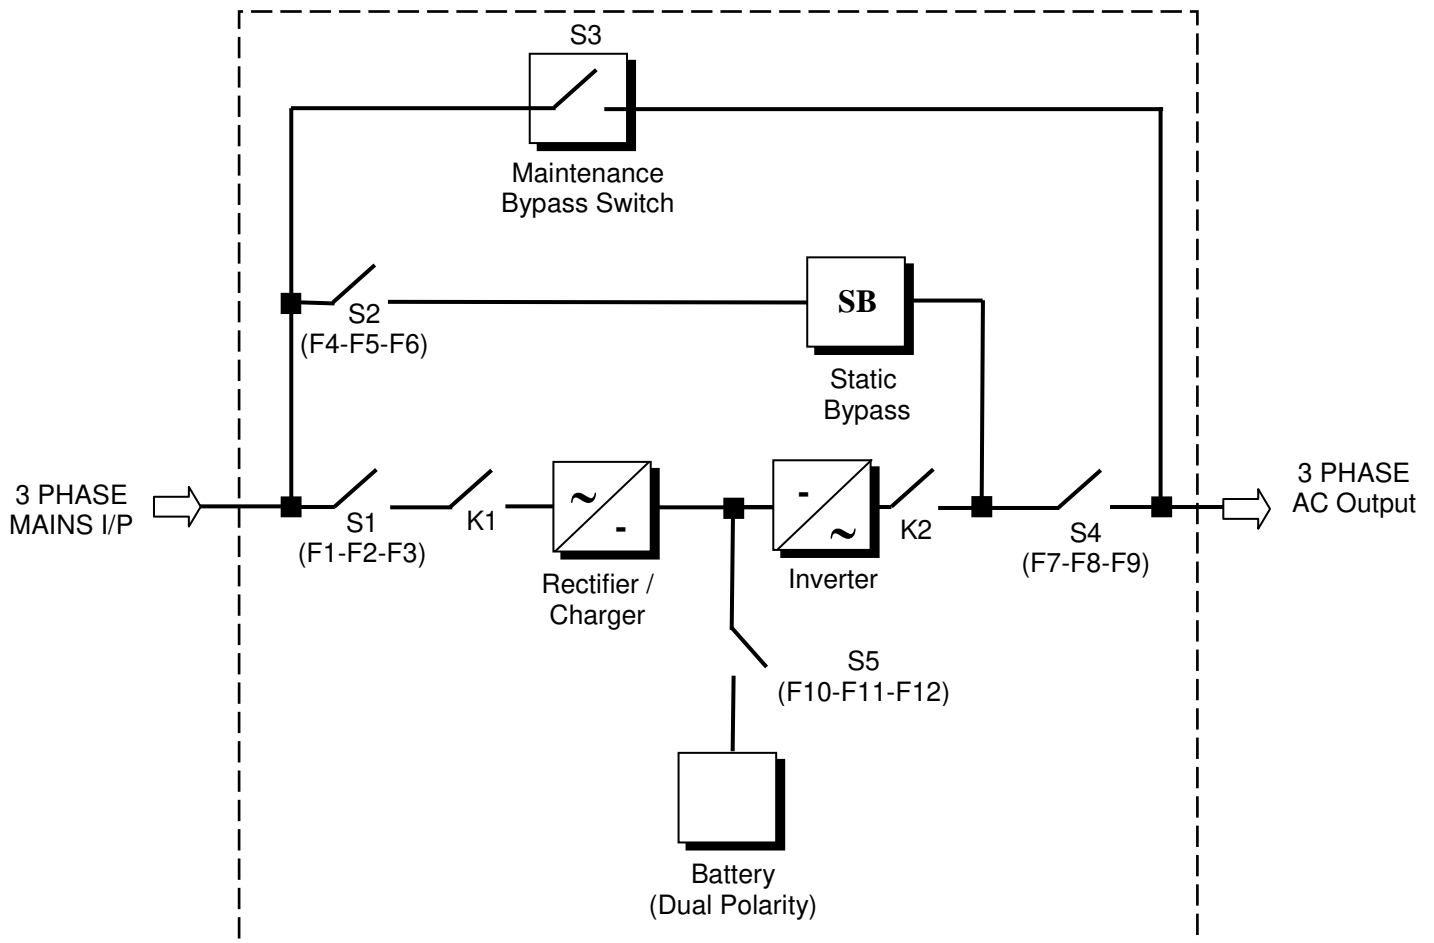 S3
Maintenance
Bypass Switch
SB
S2
(F4-F5-F6)
Static
Bypass
3 PHASE
MAINS I/P
S1
(F1-F2-F3)
K1
~
-
Rectifier /
Charger
-
~
Inverter
K2
S4
(F7-F8-F9)
3 PHASE
AC Output
S5
(F10-F11-F12)
Battery
(Dual Polarity)